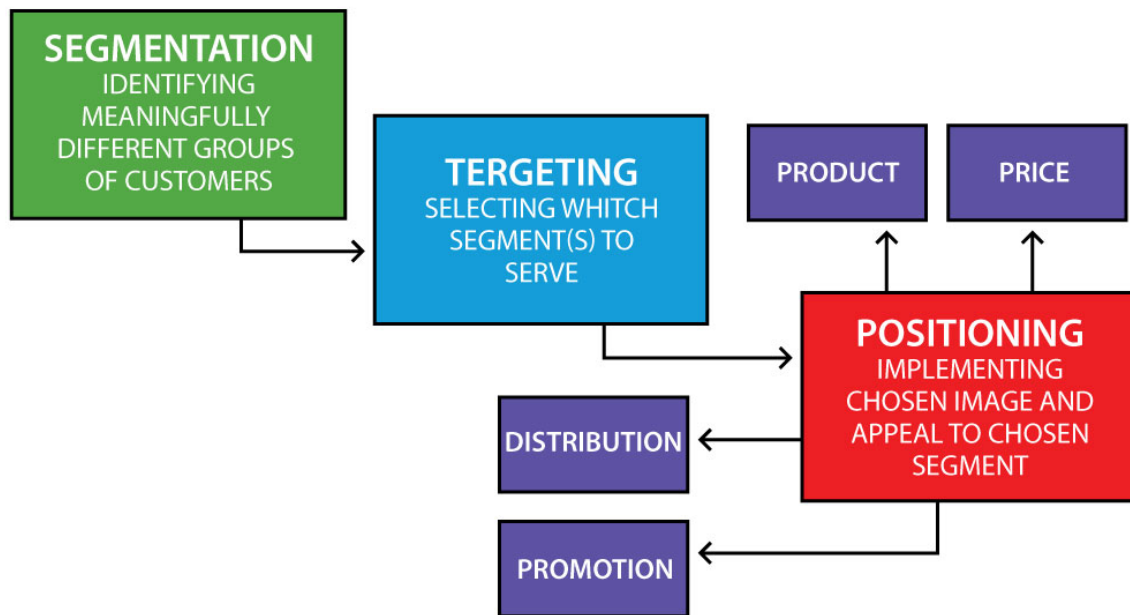 SEGMENTATION
IDENTIFYING
MEANINGFULLY
DIFFERENT GROUPS
OF CUSTOMERS
TERGETING
SELECTING WHITCH
SEGMENT(S) TO
SERVE
PRODUCT
PRICE
POSITIONING
IMPLEMENTING
CHOSEN IMAGE AND
APPEAL TO CHOSEN
SEGMENT
DISTRIBUTION
PROMOTION